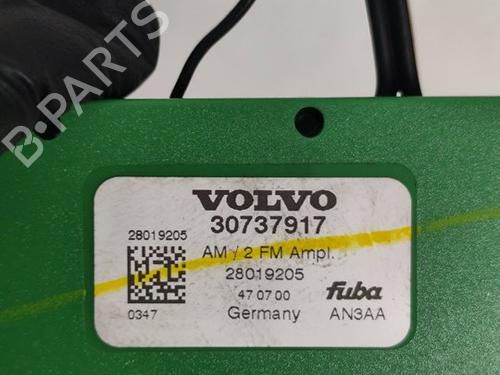 B-PARTS
VOLVO
30737917
28019205
AM / 2 FM Ampl.
28019205
47 07 00
fuba
0347
Germany
AN3AA